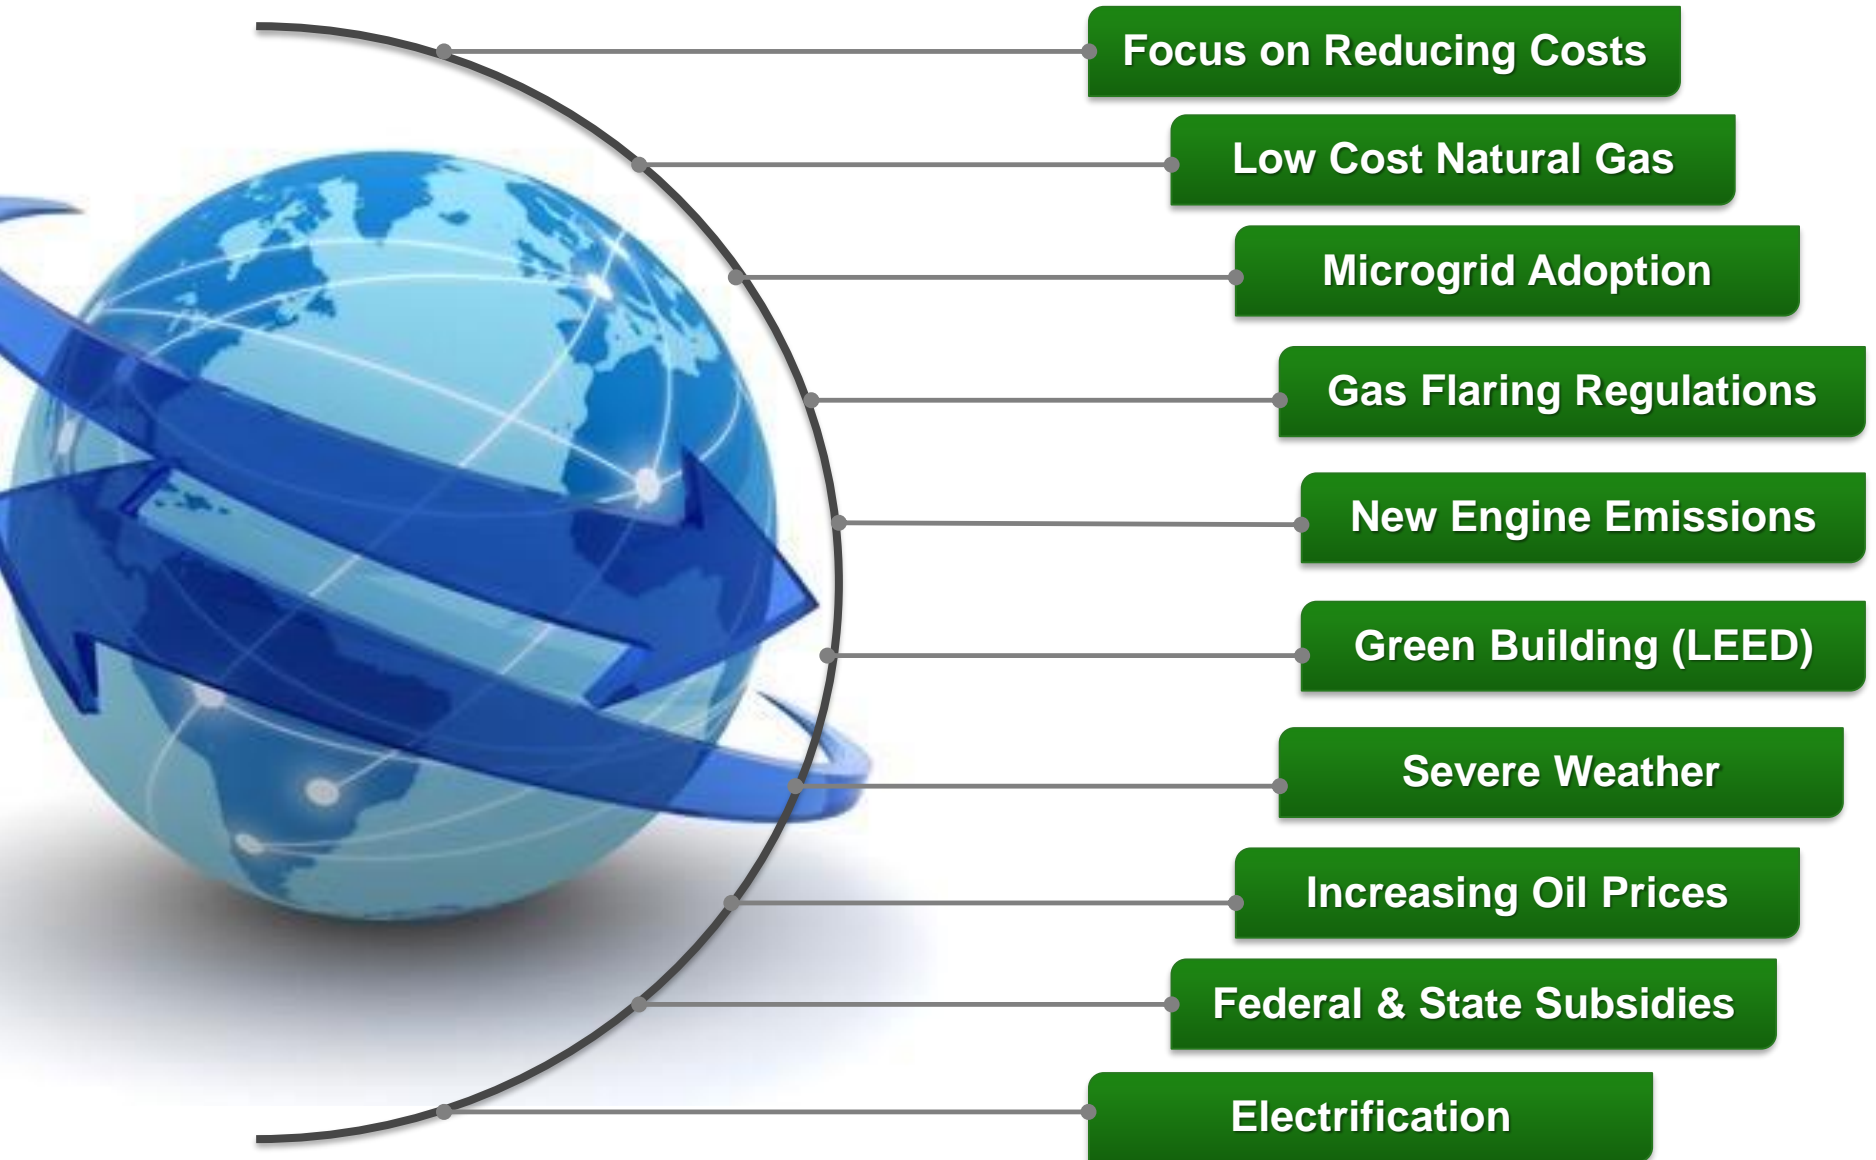 Focus on Reducing Costs
Low Cost Natural Gas
Microgrid Adoption
Gas Flaring Regulations
New Engine Emissions
Green Building (LEED)
Severe Weather
Increasing Oil Prices
Federal & State Subsidies
Electrification